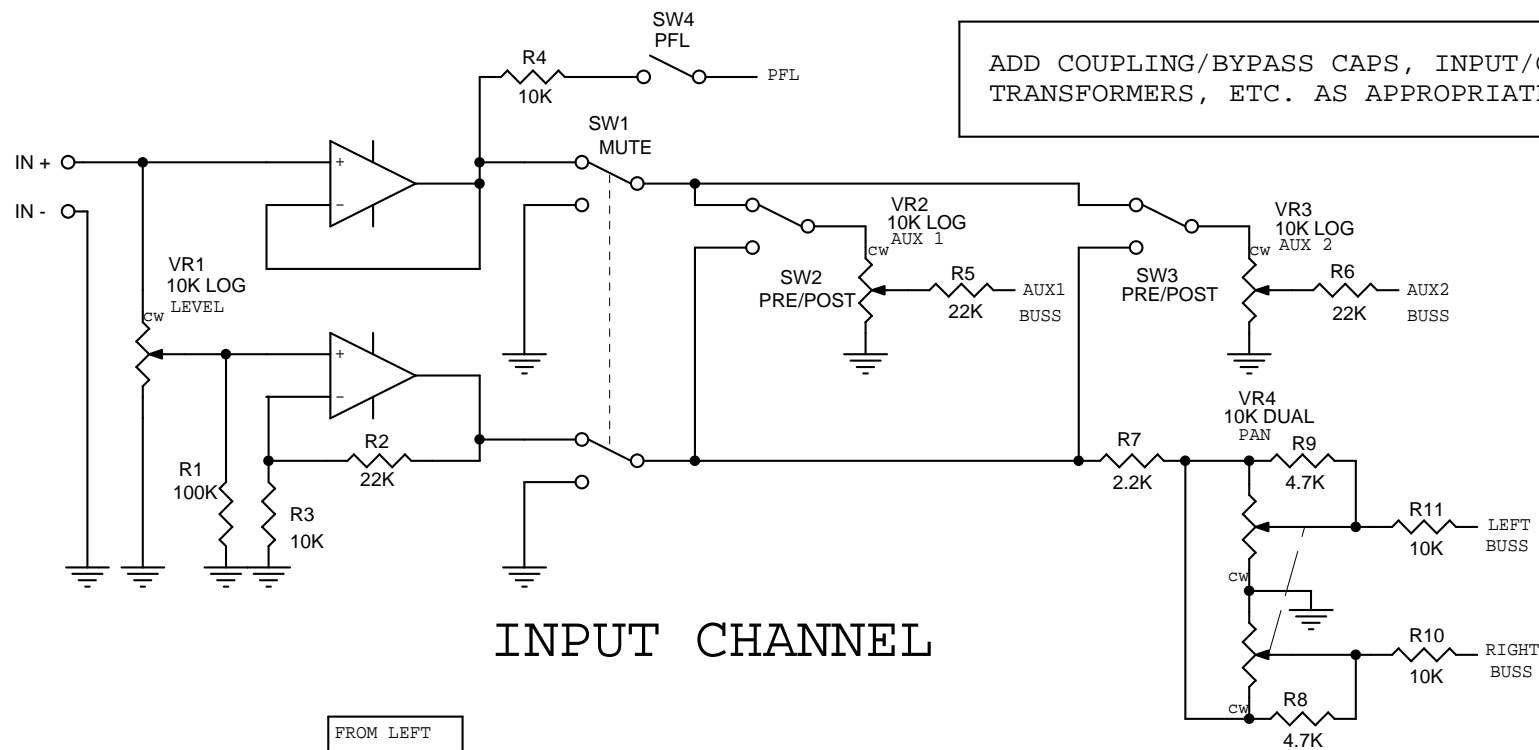 SW4
PFL
R4
10K
PFL
ADD COUPLING/BYPASS CAPS, INPUT/
TRANSFORMERS, ETC. AS APPROPRIAT
SW1
MUTE
IN +
IN -
+
-
VR1
10K LOG
LEVEL
CW
VR2
10K LOG
AUX 1
CW
SW2
PRE/POST
R5
22K
AUX1
BUSS
VR3
10K LOG
AUX 2
CW
SW3
PRE/POST
R6
22K
AUX2
BUSS
+
-
R1
100K
R2
22K
R3
10K
VR4
10K DUAL
PAN
R7
2.2K
R9
4.7K
R11
10K
LEFT
BUSS
CW
INPUT CHANNEL
R10
10K
RIGHT
BUSS
CW
R8
4.7K
FROM LEFT